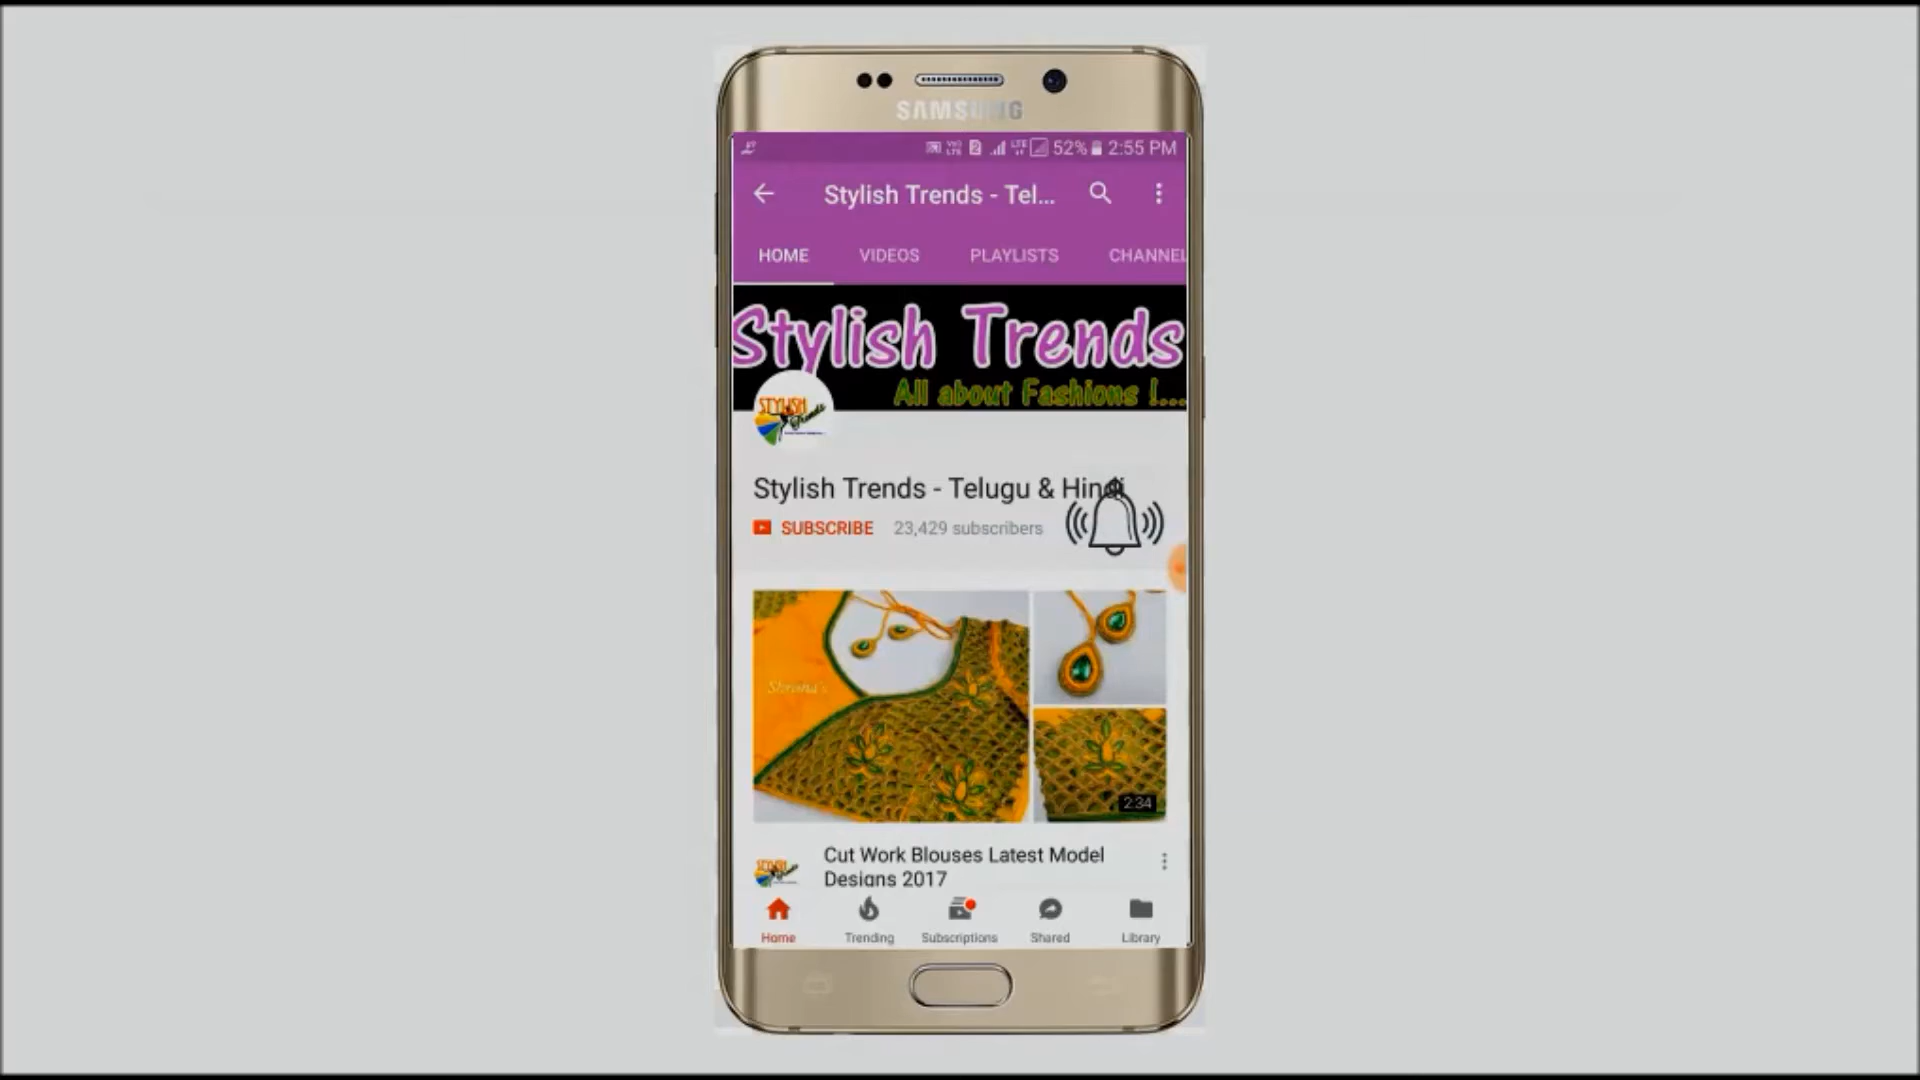 SAMSUNG
52% 2:55 PM
Stylish Trends - Tel...
HOME VIDEOS PLAYLISTS CHANNEL
Stylish Trends
All about Fashions !....
STYLISH
Trends
Stylish Trends - Telugu & Hindi
SUBSCRIBE 23,429 subscribers
2:34
Cut Work Blouses Latest Model
Designs 2017
Home Trending Subscriptions Shared Library